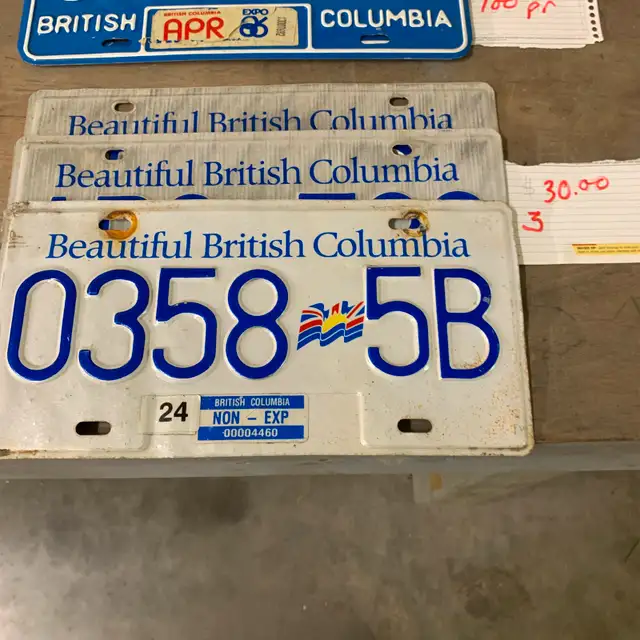 BRITISH
BRITISH COLUMBIA
APR
EXPO
86
COLUMBIA
100 pr
Beautiful British Columbia
Beautiful British Columbia
30.00
3
Beautiful British Columbia
0358 5B
24
BRITISH COLUMBIA
NON - EXP
00004460